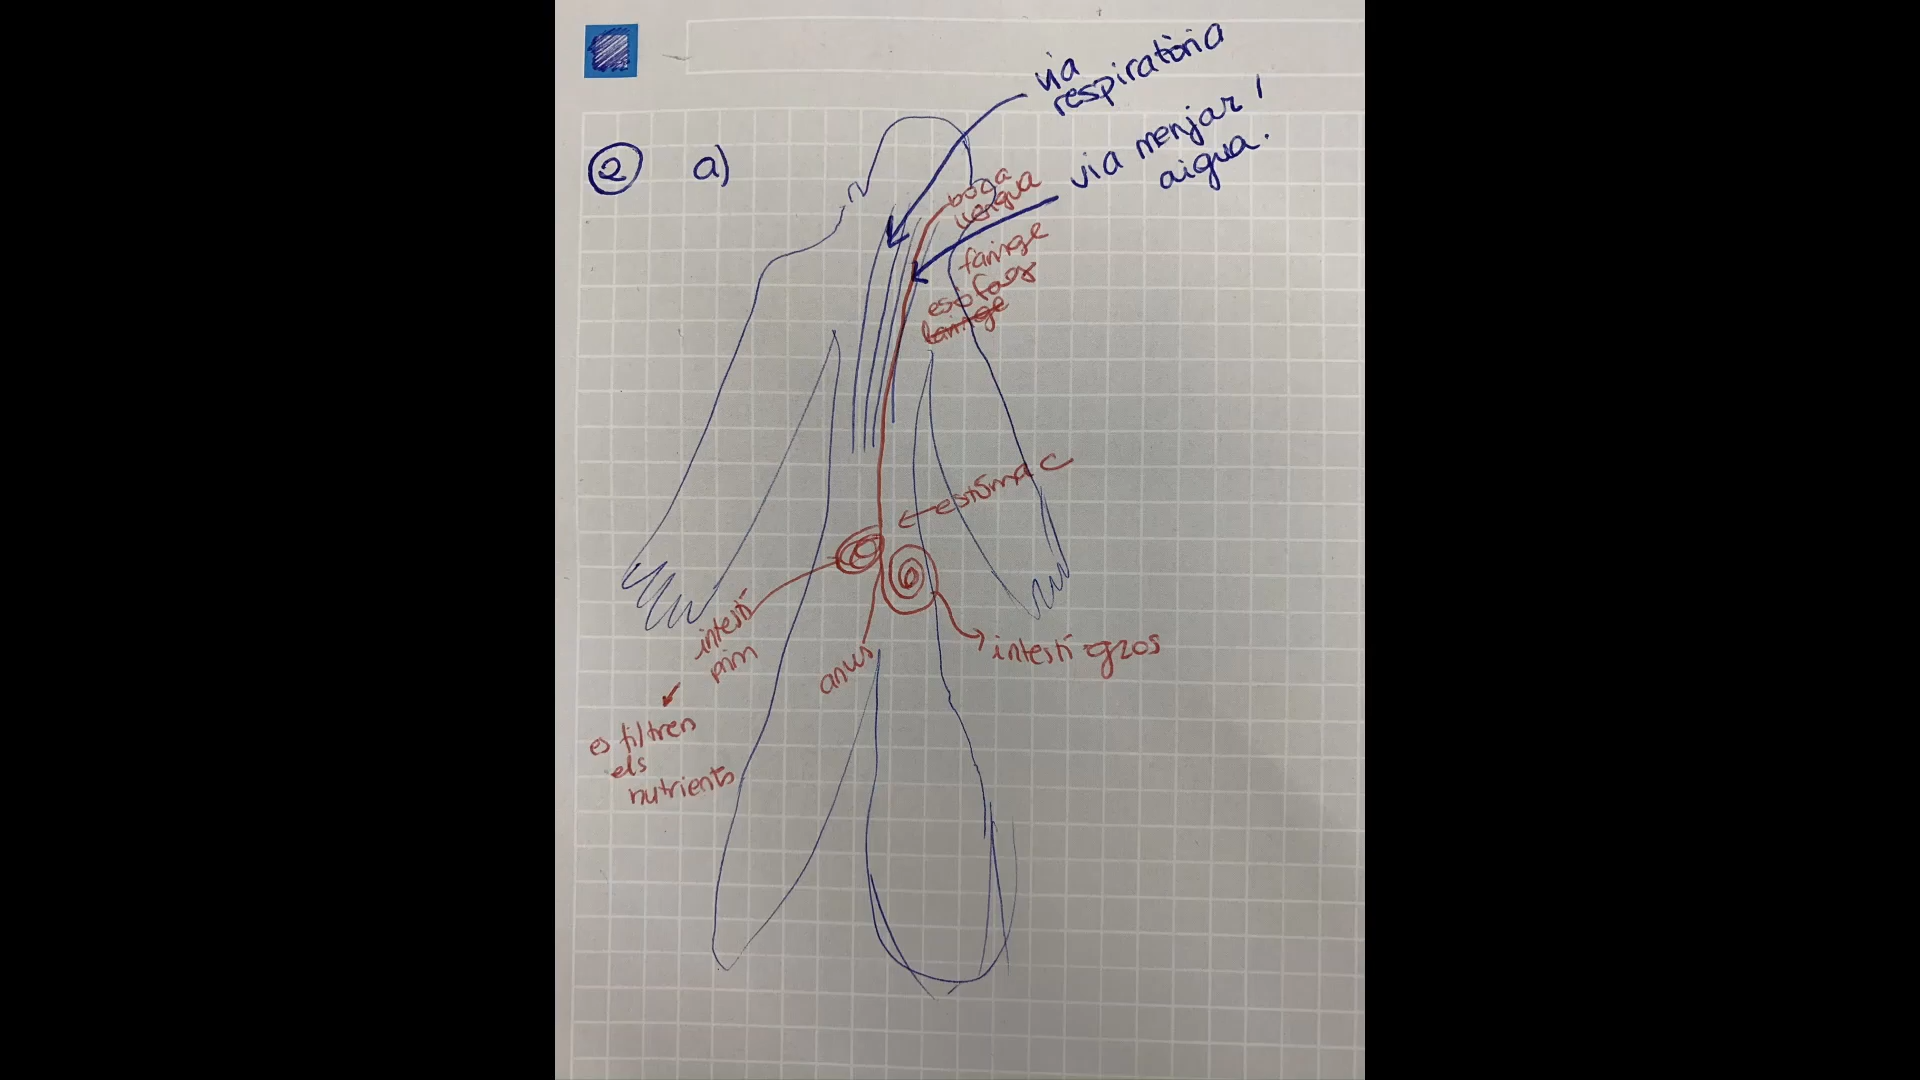 via
respiratòria
via menjar i
aigua.
2 a)
boca
llengua
faringe
esòfag
laringe
estómac
intestí
prim
anus
intestí gros
es filtren
els
nutrients